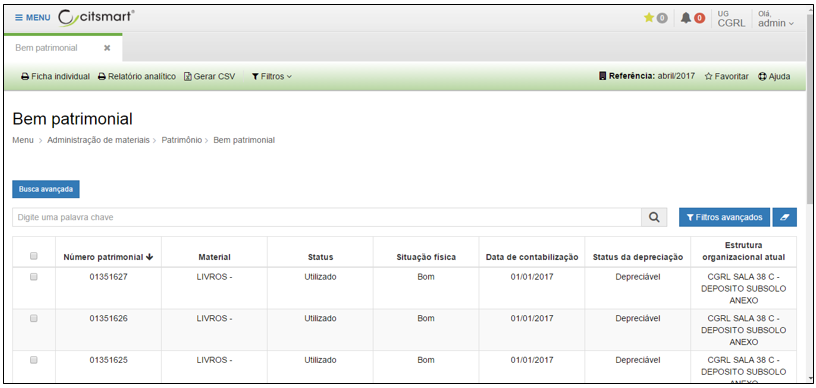 MENU citsmart 0 0 UG CGRL Olá, admin
Bem patrimonial ×
Ficha individual Relatório analítico Gerar CSV Filtros Referência: abril/2017 Favoritar Ajuda
Bem patrimonial
Menu > Administração de materiais > Patrimônio > Bem patrimonial
Busca avançada
Digite uma palavra chave Filtros avançados
Número patrimonial Material Status Situação física Data de contabilização Status da depreciação Estrutura organizacional atual
01351627 LIVROS - Utilizado Bom 01/01/2017 Depreciável CGRL SALA 38 C -
DEPOSITO SUBSOLO
ANEXO
01351626 LIVROS - Utilizado Bom 01/01/2017 Depreciável CGRL SALA 38 C -
DEPOSITO SUBSOLO
ANEXO
01351625 LIVROS - Utilizado Bom 01/01/2017 Depreciável CGRL SALA 38 C -
DEPOSITO SUBSOLO
ANEXO